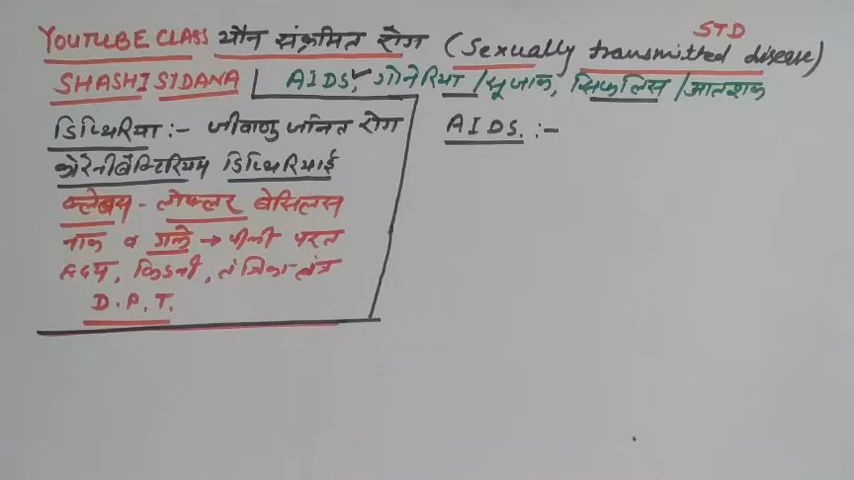 STD
YOUTUBE CLASS यौन संक्रमित रोग (Sexually transmitted disease)
SHASHI SIDANA
AIDS, गोनेरिया / सूजाक, सिफलिस / आतशक
डिप्थिरिया :- जीवाणु जनित रोग
कोरेनीबैक्टिरियम डिप्थिरियाई
क्लेबस - लोफ्लर बेसिलस
नाक व गले → पीली परत
हृदय, किडनी, तंत्रिका-तंत्र
D.P.T.
AIDS. :-